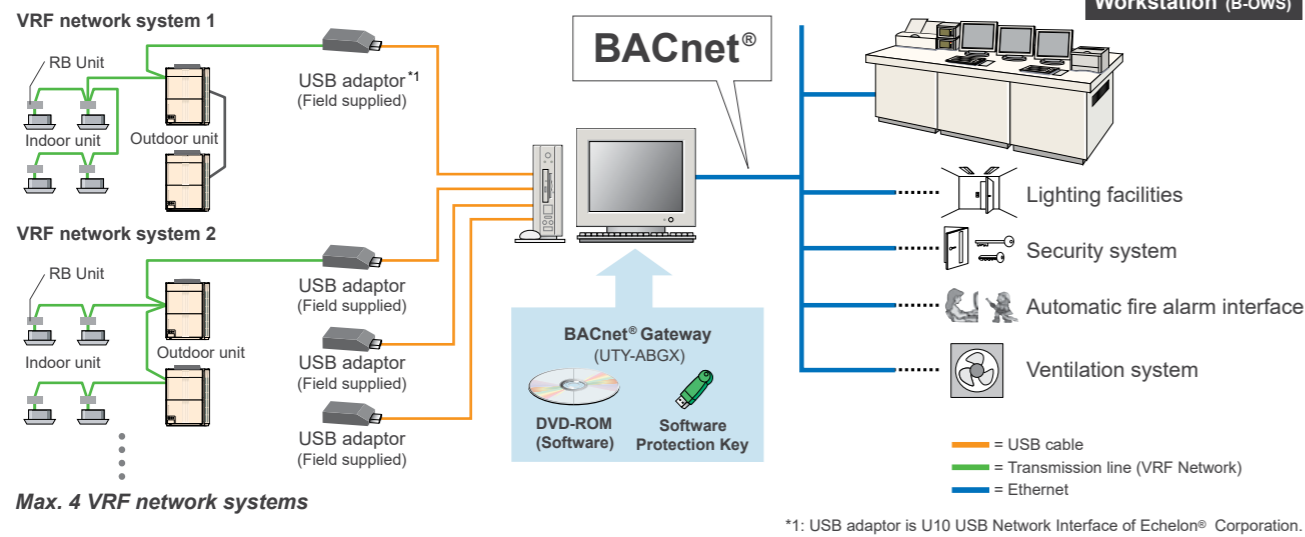 Workstation (B-OWS)
VRF network system 1
RB Unit
Indoor unit
Outdoor unit
USB adaptor*1
(Field supplied)
BACnet®
VRF network system 2
RB Unit
Indoor unit
Outdoor unit
USB adaptor
(Field supplied)
USB adaptor
(Field supplied)
USB adaptor
(Field supplied)
Max. 4 VRF network systems
BACnet® Gateway
(UTY-ABGX)
DVD-ROM
(Software)
Software
Protection Key
Lighting facilities
Security system
Automatic fire alarm interface
Ventilation system
= USB cable
= Transmission line (VRF Network)
= Ethernet
*1: USB adaptor is U10 USB Network Interface of Echelon® Corporation.